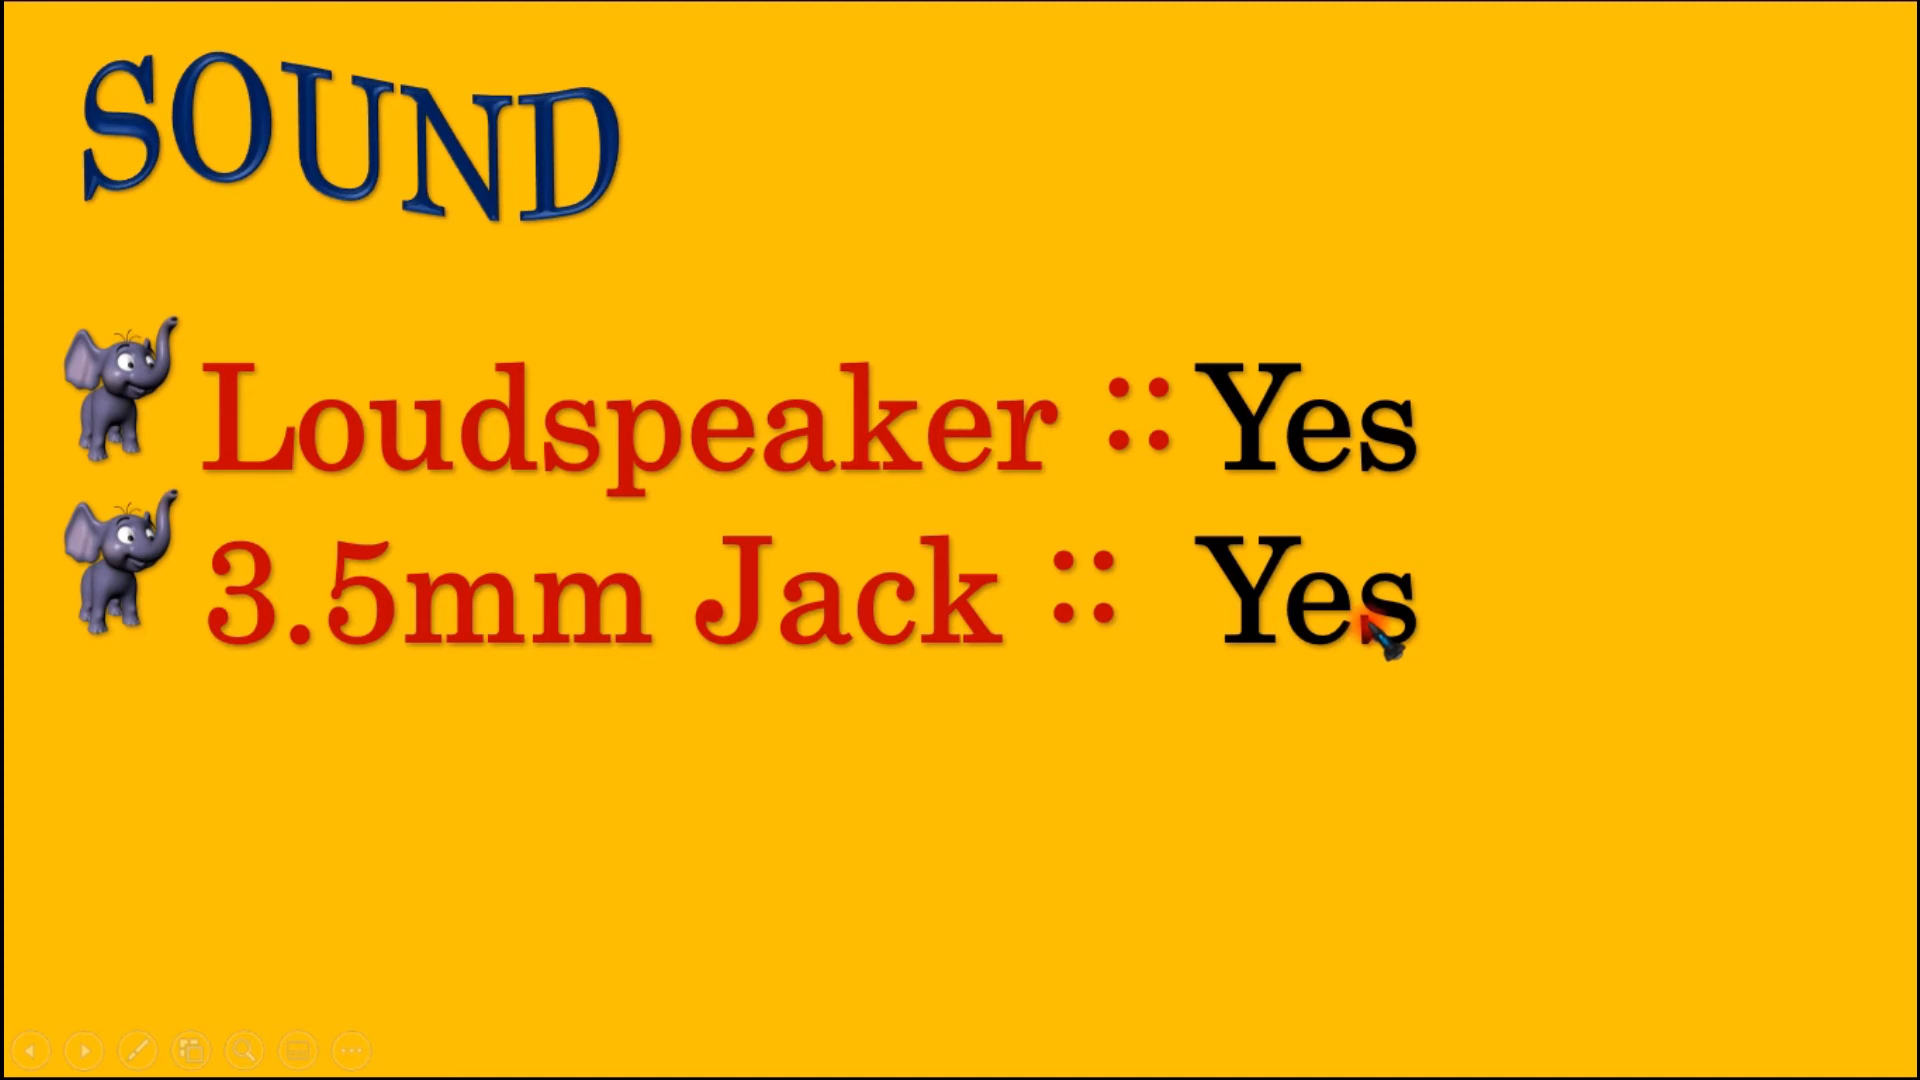 SOUND
Loudspeaker :: Yes
3.5mm Jack :: Yes